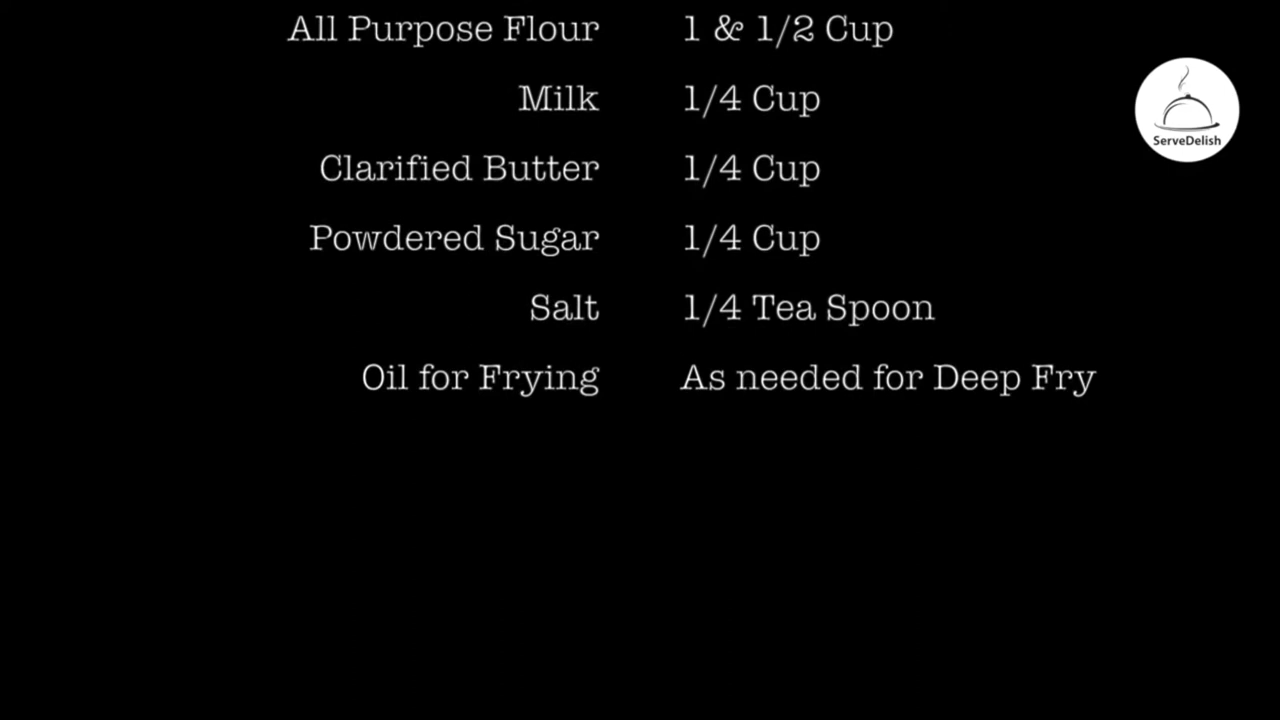 All Purpose Flour 1 & 1/2 Cup
Milk 1/4 Cup
Clarified Butter 1/4 Cup
Powdered Sugar 1/4 Cup
Salt 1/4 Tea Spoon
Oil for Frying As needed for Deep Fry
ServeDelish